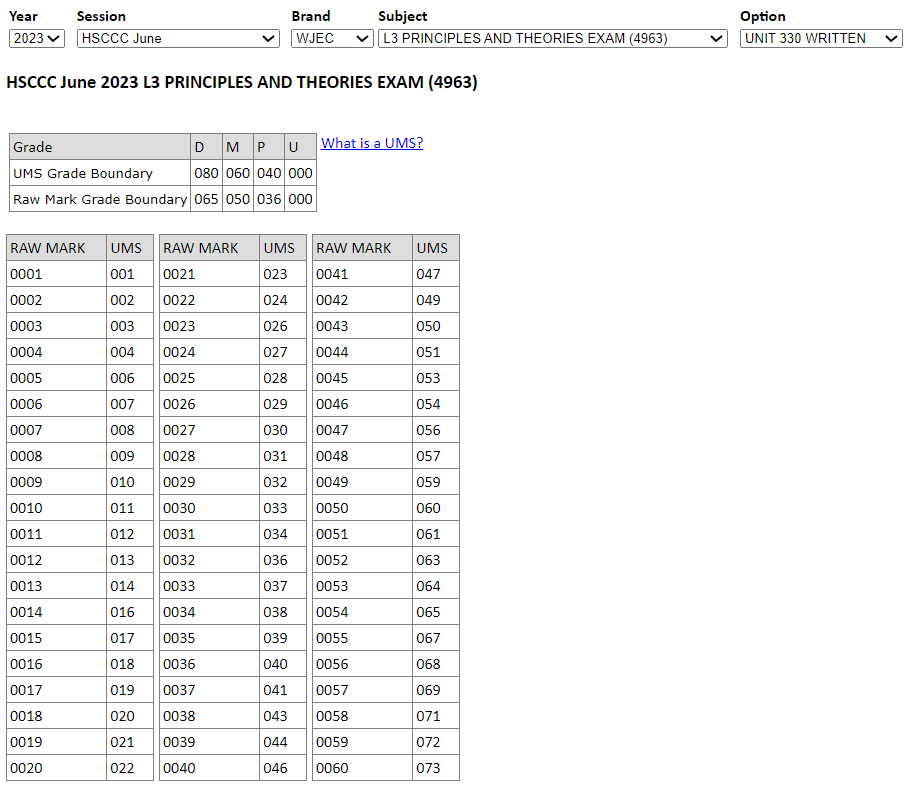 Year Session Brand Subject Option
2023 HSCCC June WJEC L3 PRINCIPLES AND THEORIES EXAM (4963) UNIT 330 WRITTEN
HSCCC June 2023 L3 PRINCIPLES AND THEORIES EXAM (4963)
Grade D M P U What is a UMS?
UMS Grade Boundary 080 060 040 000
Raw Mark Grade Boundary 065 050 036 000
RAW MARK UMS RAW MARK UMS RAW MARK UMS
0001 001 0021 023 0041 047
0002 002 0022 024 0042 049
0003 003 0023 026 0043 050
0004 004 0024 027 0044 051
0005 006 0025 028 0045 053
0006 007 0026 029 0046 054
0007 008 0027 030 0047 056
0008 009 0028 031 0048 057
0009 010 0029 032 0049 059
0010 011 0030 033 0050 060
0011 012 0031 034 0051 061
0012 013 0032 036 0052 063
0013 014 0033 037 0053 064
0014 016 0034 038 0054 065
0015 017 0035 039 0055 067
0016 018 0036 040 0056 068
0017 019 0037 041 0057 069
0018 020 0038 043 0058 071
0019 021 0039 044 0059 072
0020 022 0040 046 0060 073